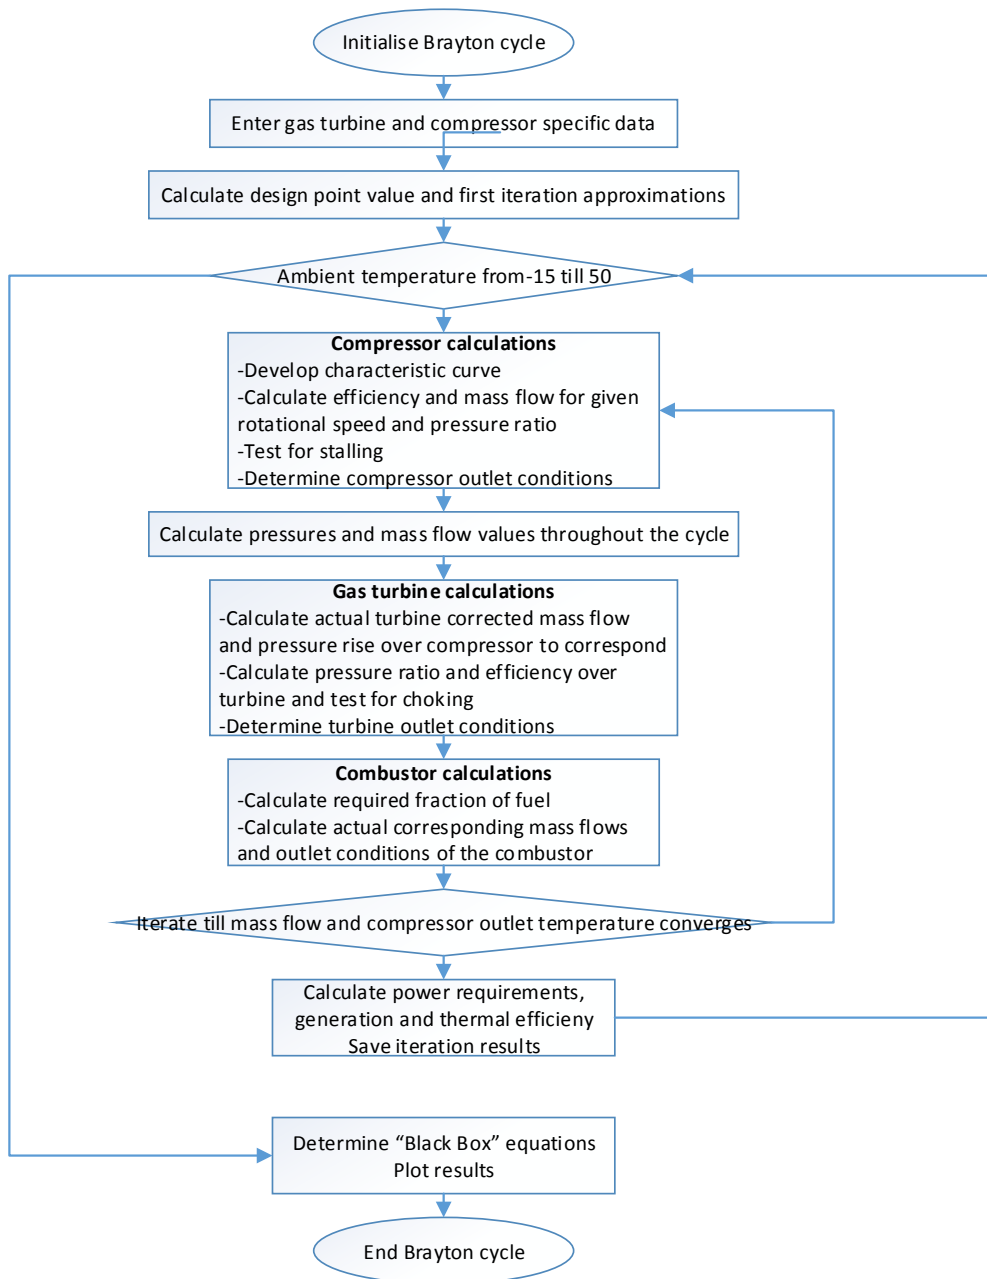 Initialise Brayton cycle
Enter gas turbine and compressor specific data
Calculate design point value and first iteration approximations
Ambient temperature from -15 till 50
Compressor calculations
-Develop characteristic curve
-Calculate efficiency and mass flow for given
rotational speed and pressure ratio
-Test for stalling
-Determine compressor outlet conditions
Calculate pressures and mass flow values throughout the cycle
Gas turbine calculations
-Calculate actual turbine corrected mass flow
and pressure rise over compressor to correspond
-Calculate pressure ratio and efficiency over
turbine and test for choking
-Determine turbine outlet conditions
Combustor calculations
-Calculate required fraction of fuel
-Calculate actual corresponding mass flows
and outlet conditions of the combustor
Iterate till mass flow and compressor outlet temperature converges
Calculate power requirements,
generation and thermal efficieny
Save iteration results
Determine “Black Box” equations
Plot results
End Brayton cycle